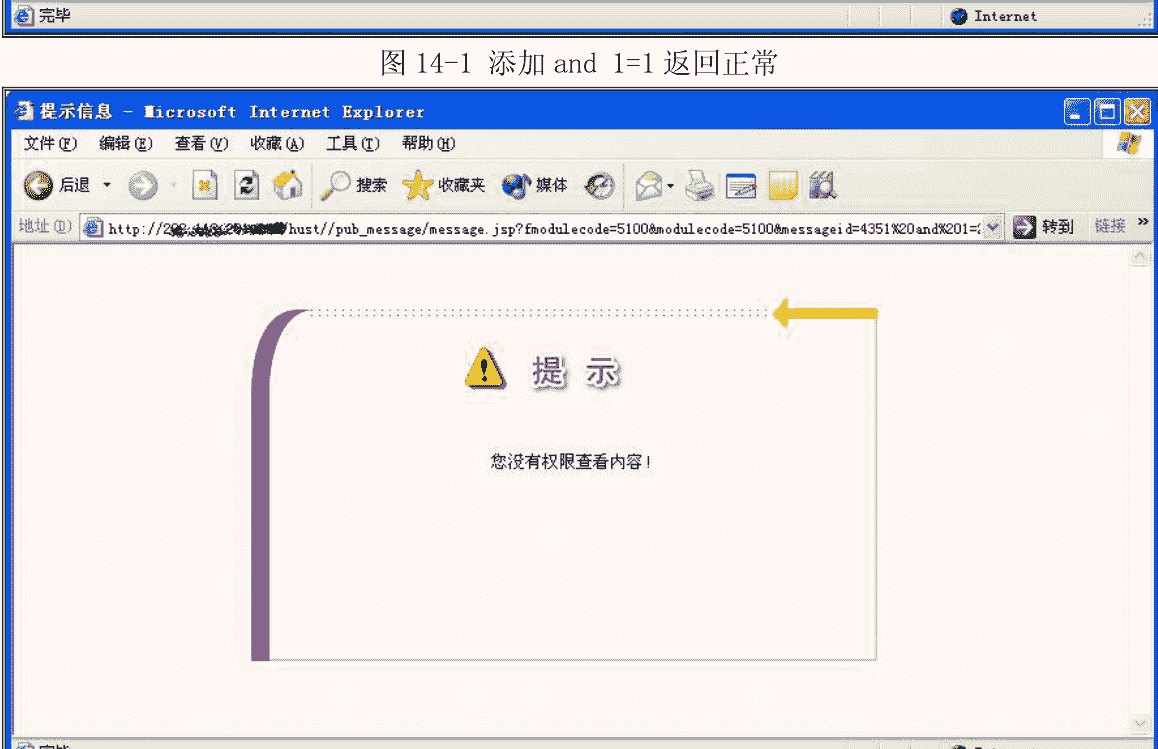 完毕
Internet
图 14-1 添加 and 1=1 返回正常
提示信息 - Microsoft Internet Explorer
文件(F) 编辑(E) 查看(V) 收藏(A) 工具(T) 帮助(H)
后退 搜索 收藏夹 媒体
地址(D) http://2 /hust//pub_message/message.jsp?fmodulecode=5100&modulecode=5100&messageid=4351%20and%201= 转到 链接 »
提 示
您没有权限查看内容!